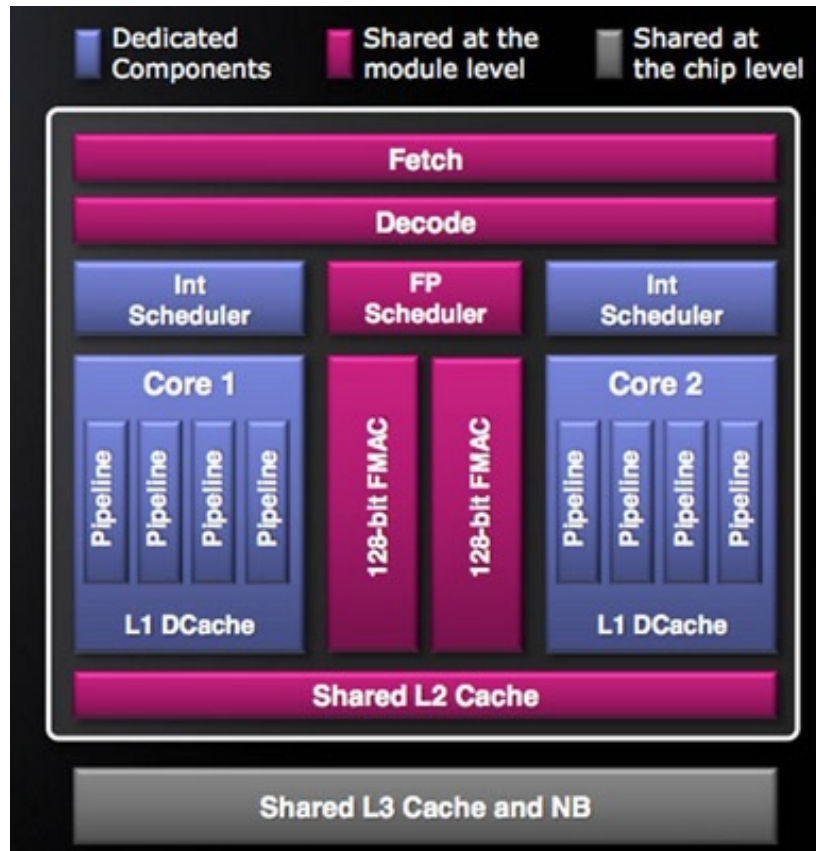 Dedicated
Components
Shared at the
module level
Shared at
the chip level
Fetch
Decode
Int
Scheduler
FP
Scheduler
Int
Scheduler
Core 1
Pipeline
Pipeline
Pipeline
Pipeline
L1 DCache
128-bit FMAC
128-bit FMAC
Core 2
Pipeline
Pipeline
Pipeline
Pipeline
L1 DCache
Shared L2 Cache
Shared L3 Cache and NB